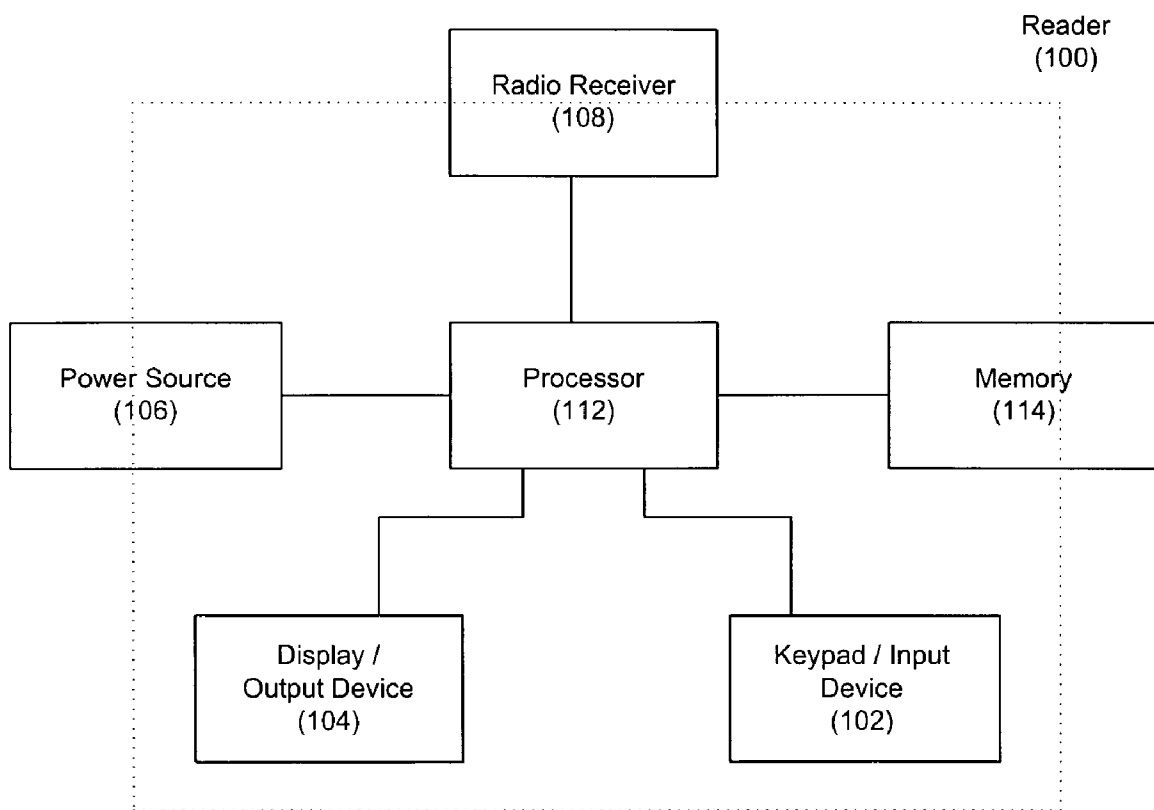 Reader
(100)
Radio Receiver
(108)
Power Source
(106)
Processor
(112)
Memory
(114)
Display /
Output Device
(104)
Keypad / Input
Device
(102)